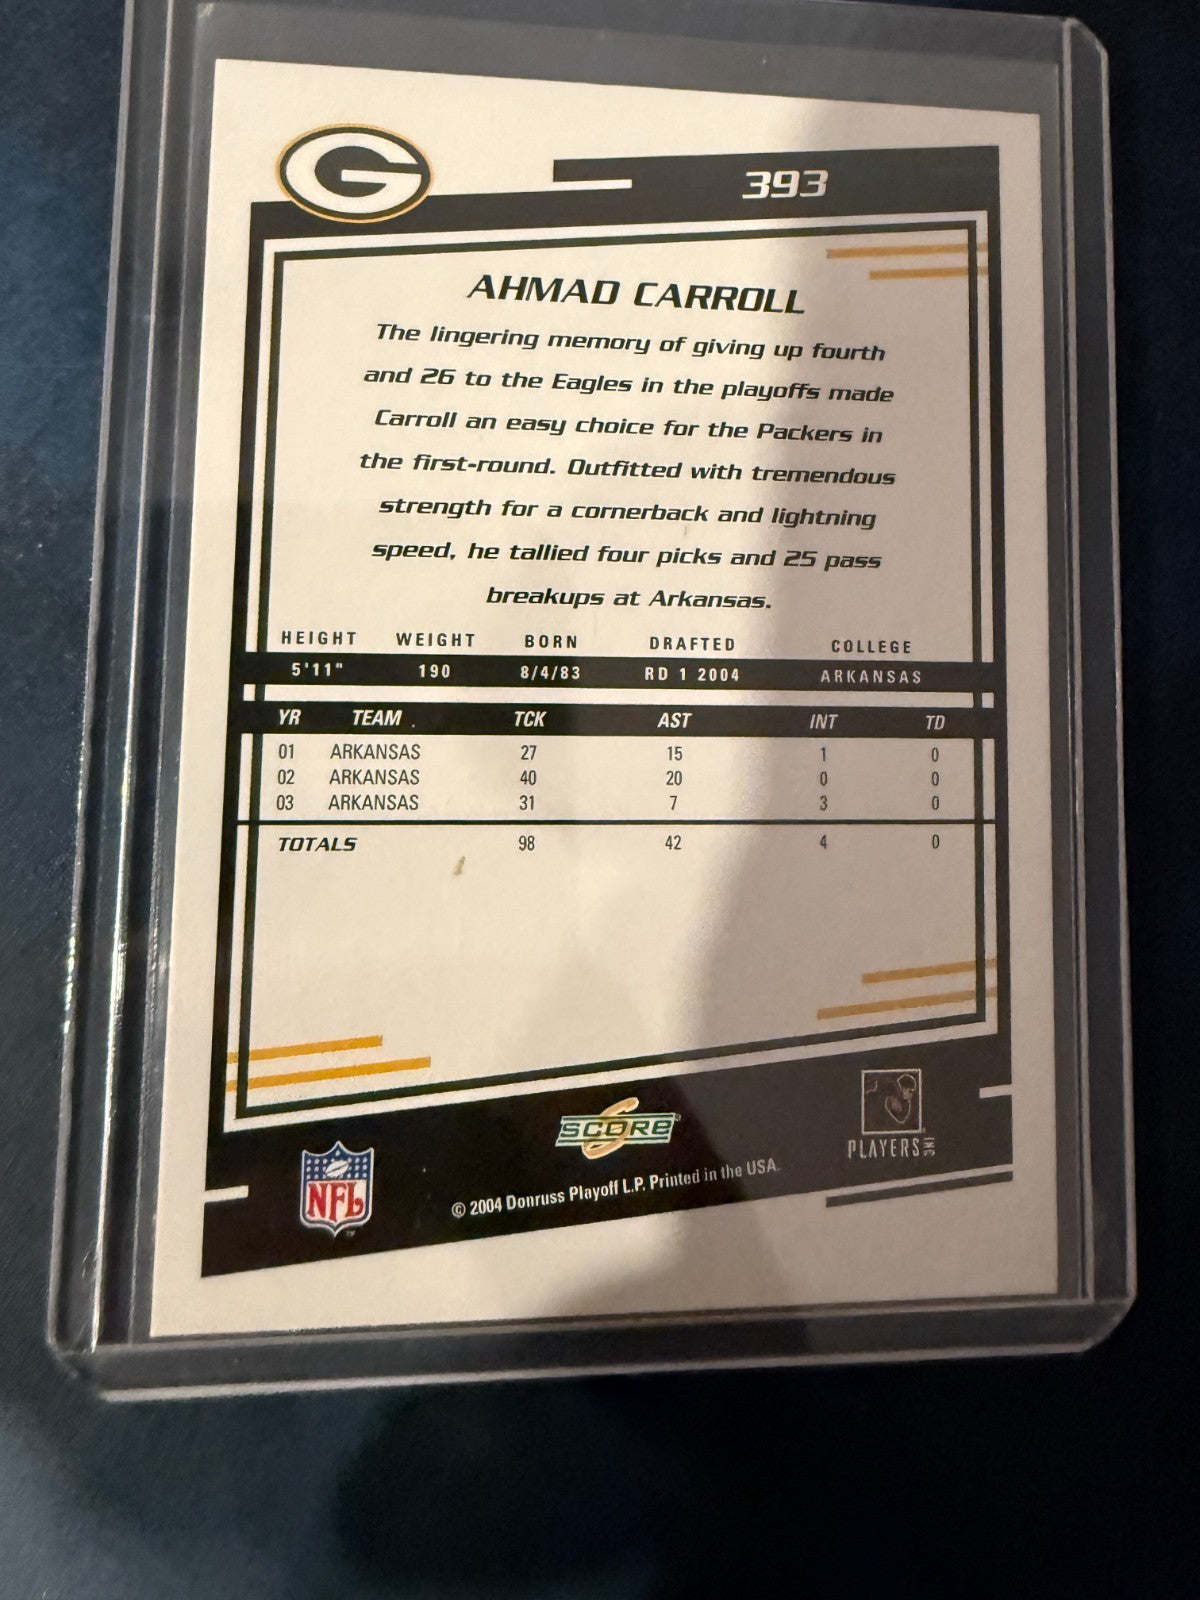 G
393
AHMAD CARROLL
The lingering memory of giving up fourth
and 26 to the Eagles in the playoffs made
Carroll an easy choice for the Packers in
the first-round. Outfitted with tremendous
strength for a cornerback and lightning
speed, he tallied four picks and 25 pass
breakups at Arkansas.
HEIGHT WEIGHT BORN DRAFTED COLLEGE
5'11" 190 8/4/83 RD 1 2004 ARKANSAS
YR TEAM TCK AST INT TD
01 ARKANSAS 27 15 1 0
02 ARKANSAS 40 20 0 0
03 ARKANSAS 31 7 3 0
TOTALS 98 42 4 0
SCORE
PLAYERS INC
NFL
© 2004 Donruss Playoff L.P. Printed in the USA.